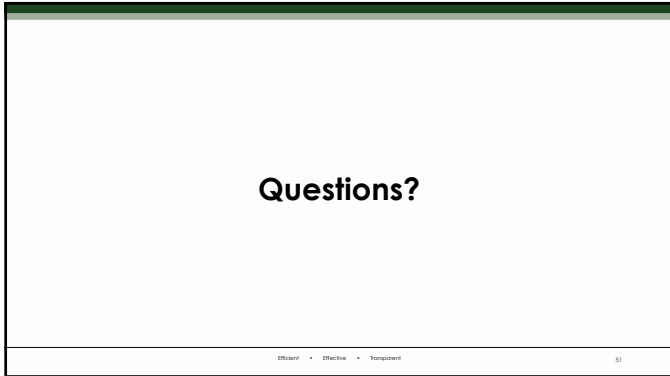 Questions?
Efficient • Effective • Transparent
51